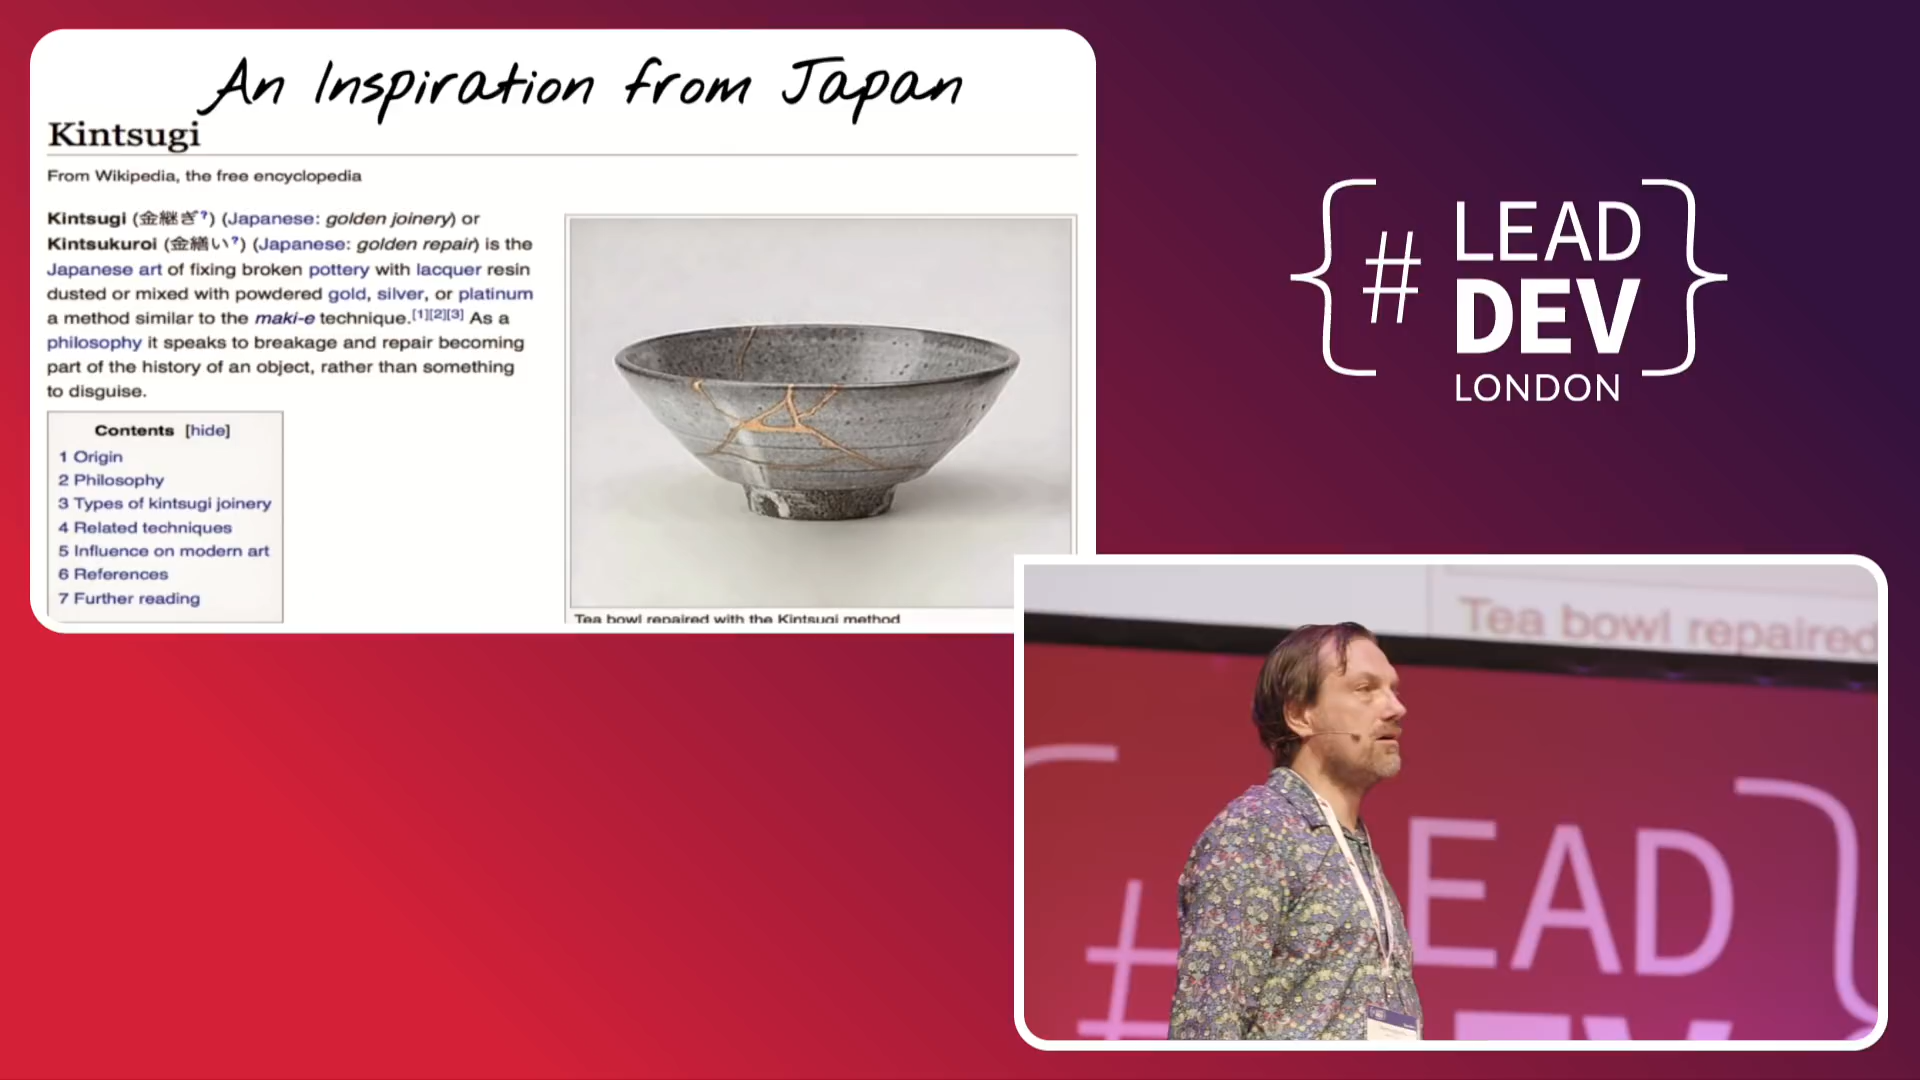 An Inspiration from Japan
Kintsugi
From Wikipedia, the free encyclopedia
Kintsugi (金継ぎ?) (Japanese: golden joinery) or
Kintsukuroi (金繕い?) (Japanese: golden repair) is the
Japanese art of fixing broken pottery with lacquer resin
dusted or mixed with powdered gold, silver, or platinum
a method similar to the maki-e technique.[1][2][3] As a
philosophy it speaks to breakage and repair becoming
part of the history of an object, rather than something
to disguise.
Contents [hide]
1 Origin
2 Philosophy
3 Types of kintsugi joinery
4 Related techniques
5 Influence on modern art
6 References
7 Further reading
Tea bowl repaired with the Kintsugi method
{# LEAD
DEV}
LONDON
Tea bowl repaired
# LEAD